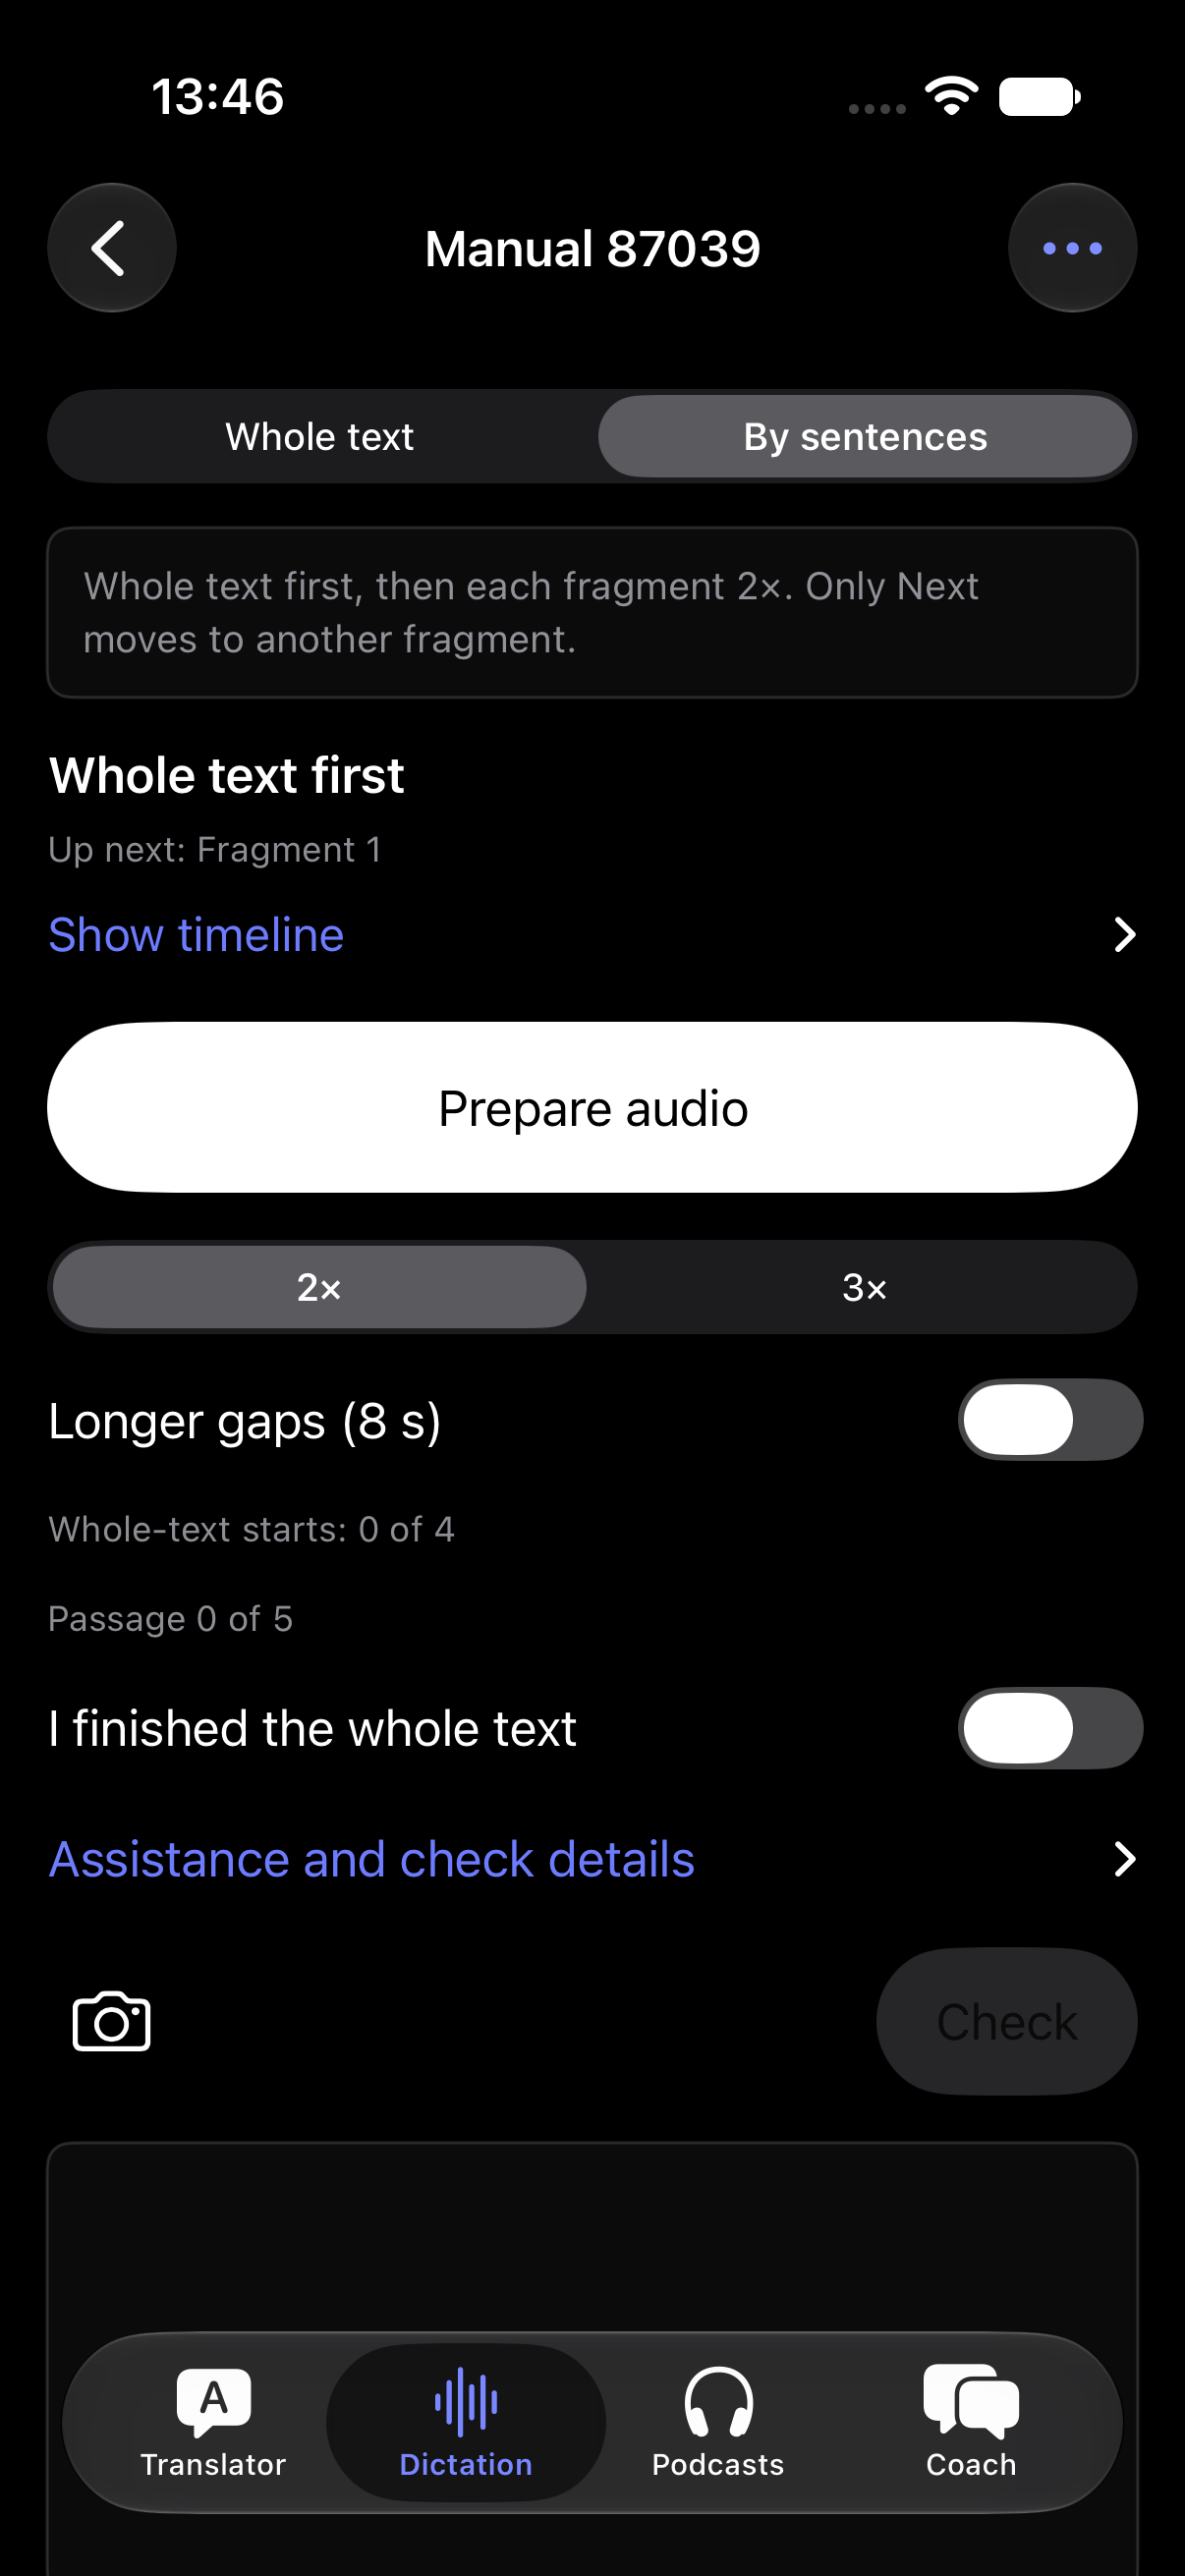 13:46
Manual 87039
Whole text
By sentences
Whole text first, then each fragment 2×. Only Next
moves to another fragment.
Whole text first
Up next: Fragment 1
Show timeline
Prepare audio
2×
3×
Longer gaps (8 s)
Whole-text starts: 0 of 4
Passage 0 of 5
I finished the whole text
Assistance and check details
Check
A
Translator
Dictation
Podcasts
Coach